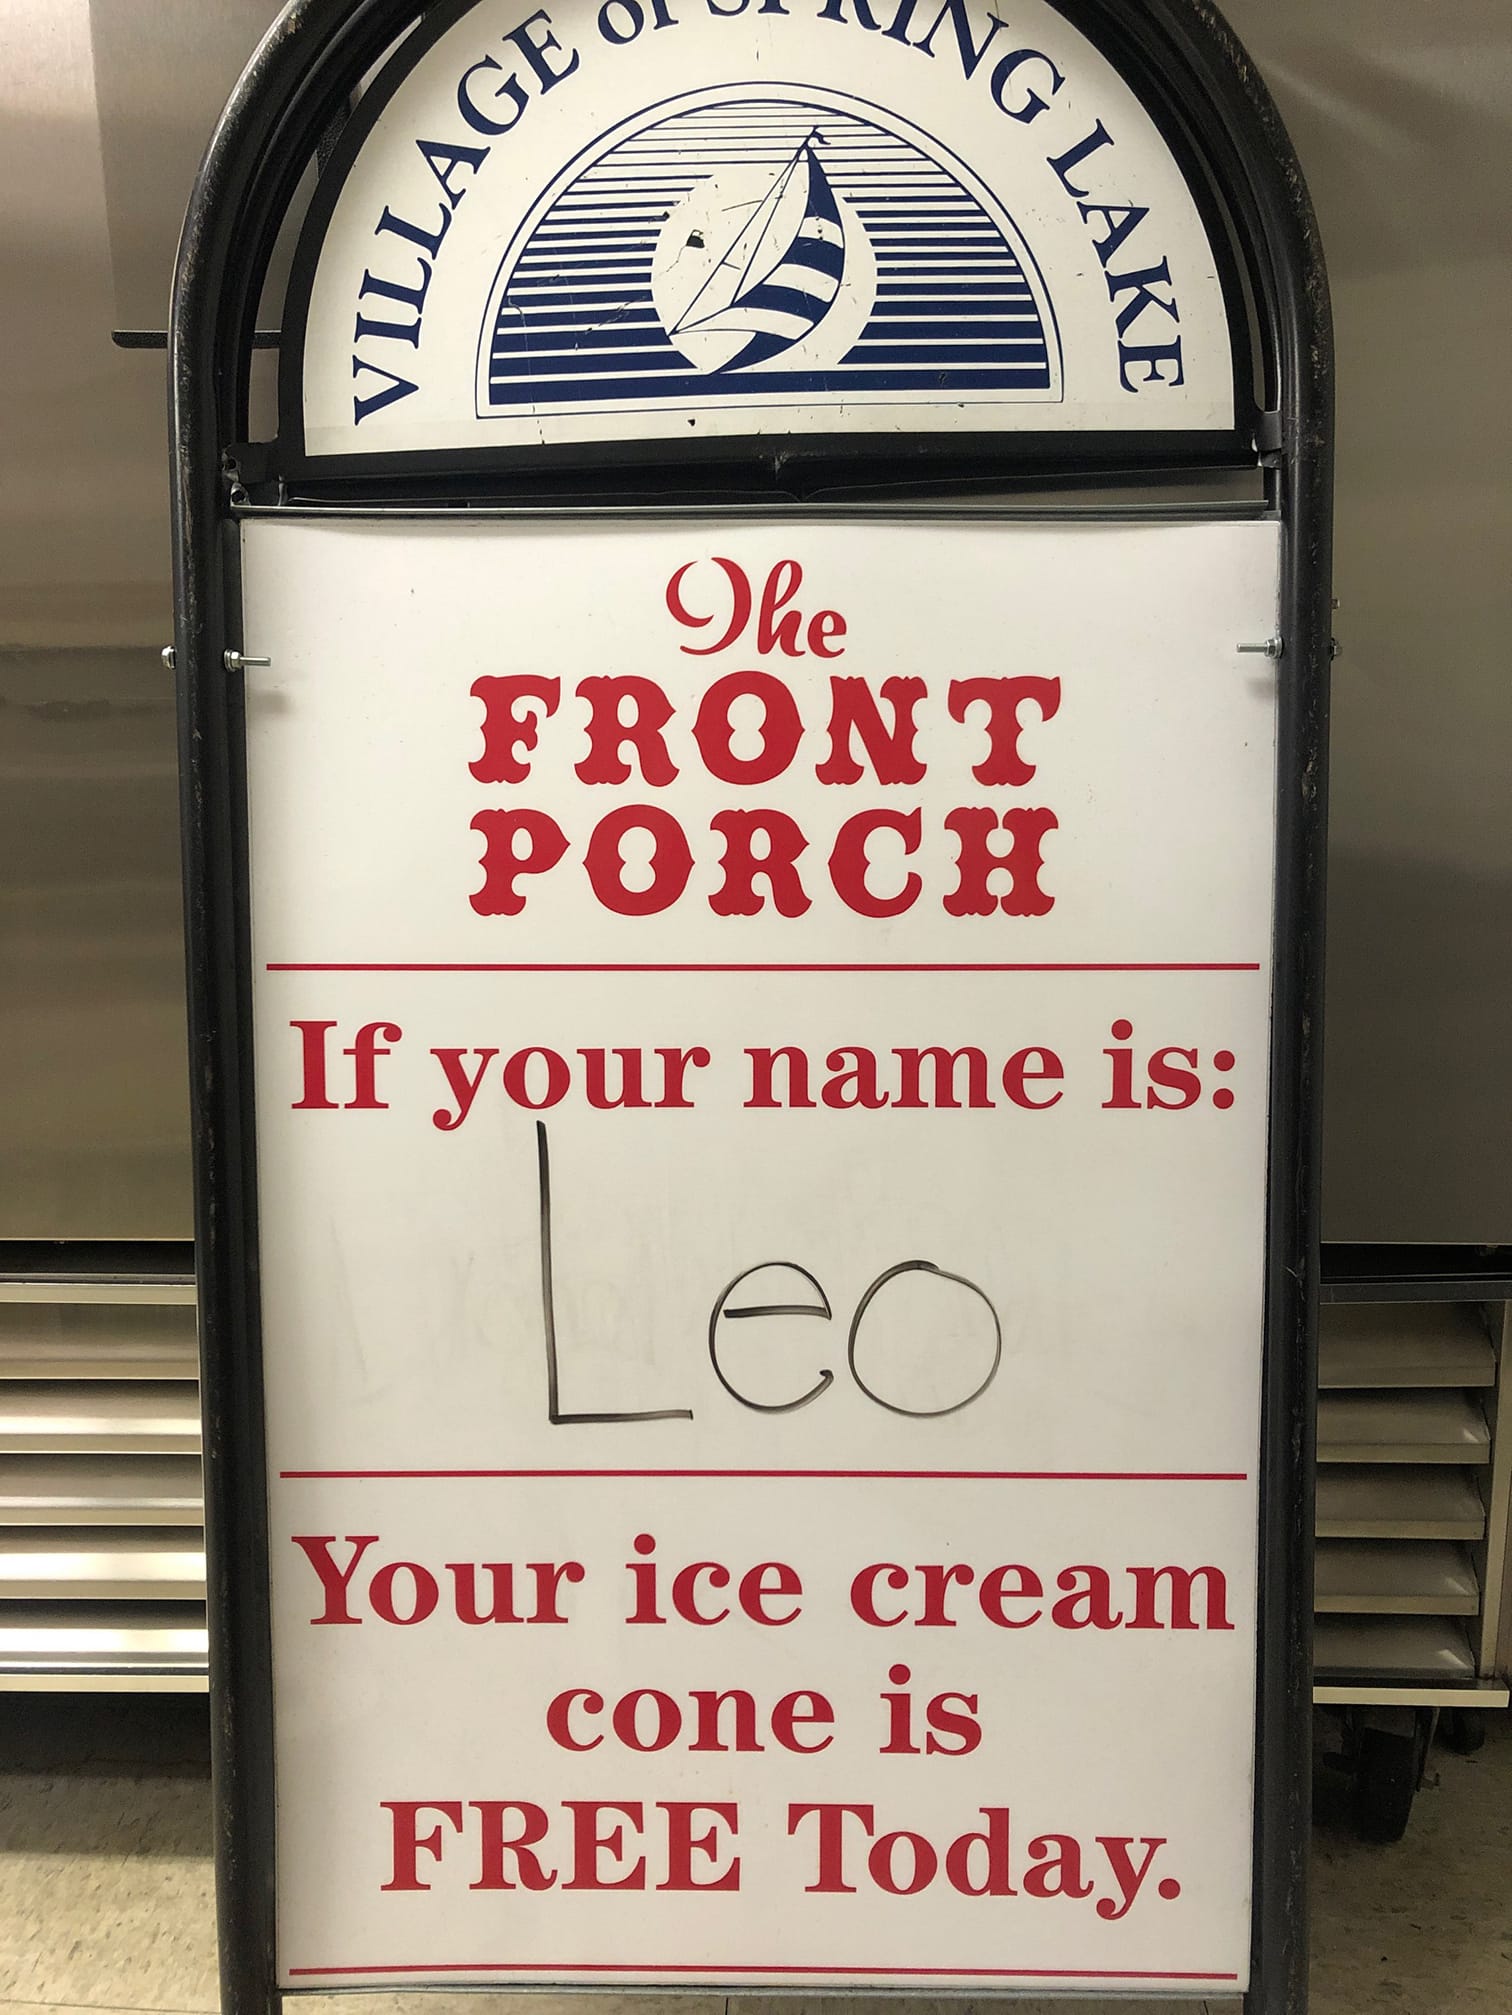 VILLAGE OF SPRING LAKE
The
FRONT
PORCH
If your name is:
Leo
Your ice cream
cone is
FREE Today.